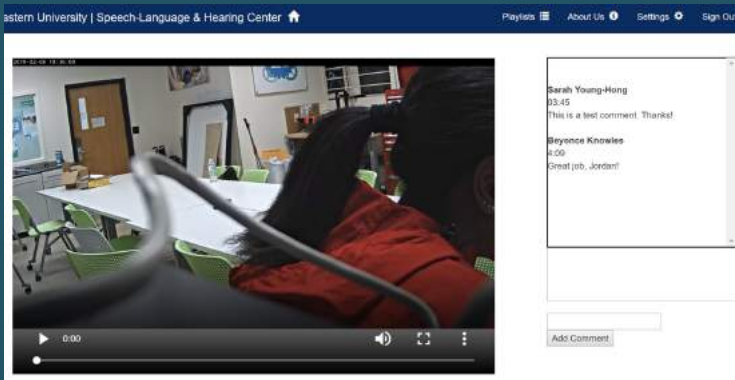 astern University | Speech-Language & Hearing Center
Playlists
About Us
Settings
Sign Out
Sarah Young-Hong
03:45
This is a test comment. Thanks!
Beyonce Knowles
4:09
Great job, Jordan!
0:00
Add Comment